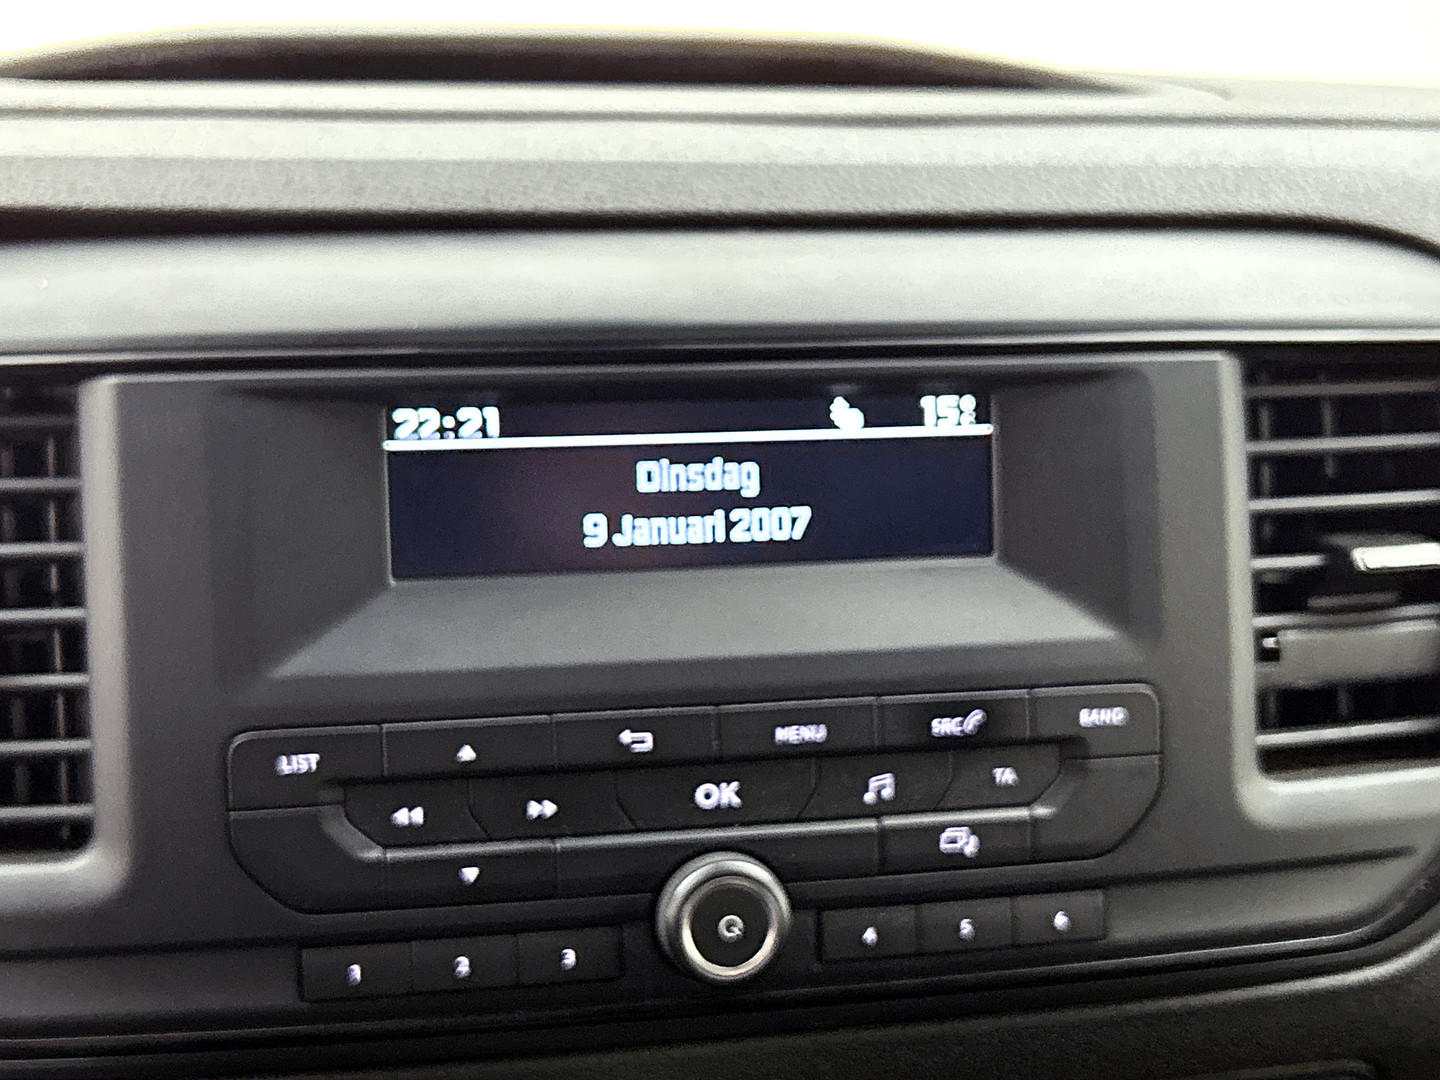 22:21 15°
Dinsdag
9 Januari 2007
LIST MENU SRC BAND
OK TA
1 2 3 4 5 6